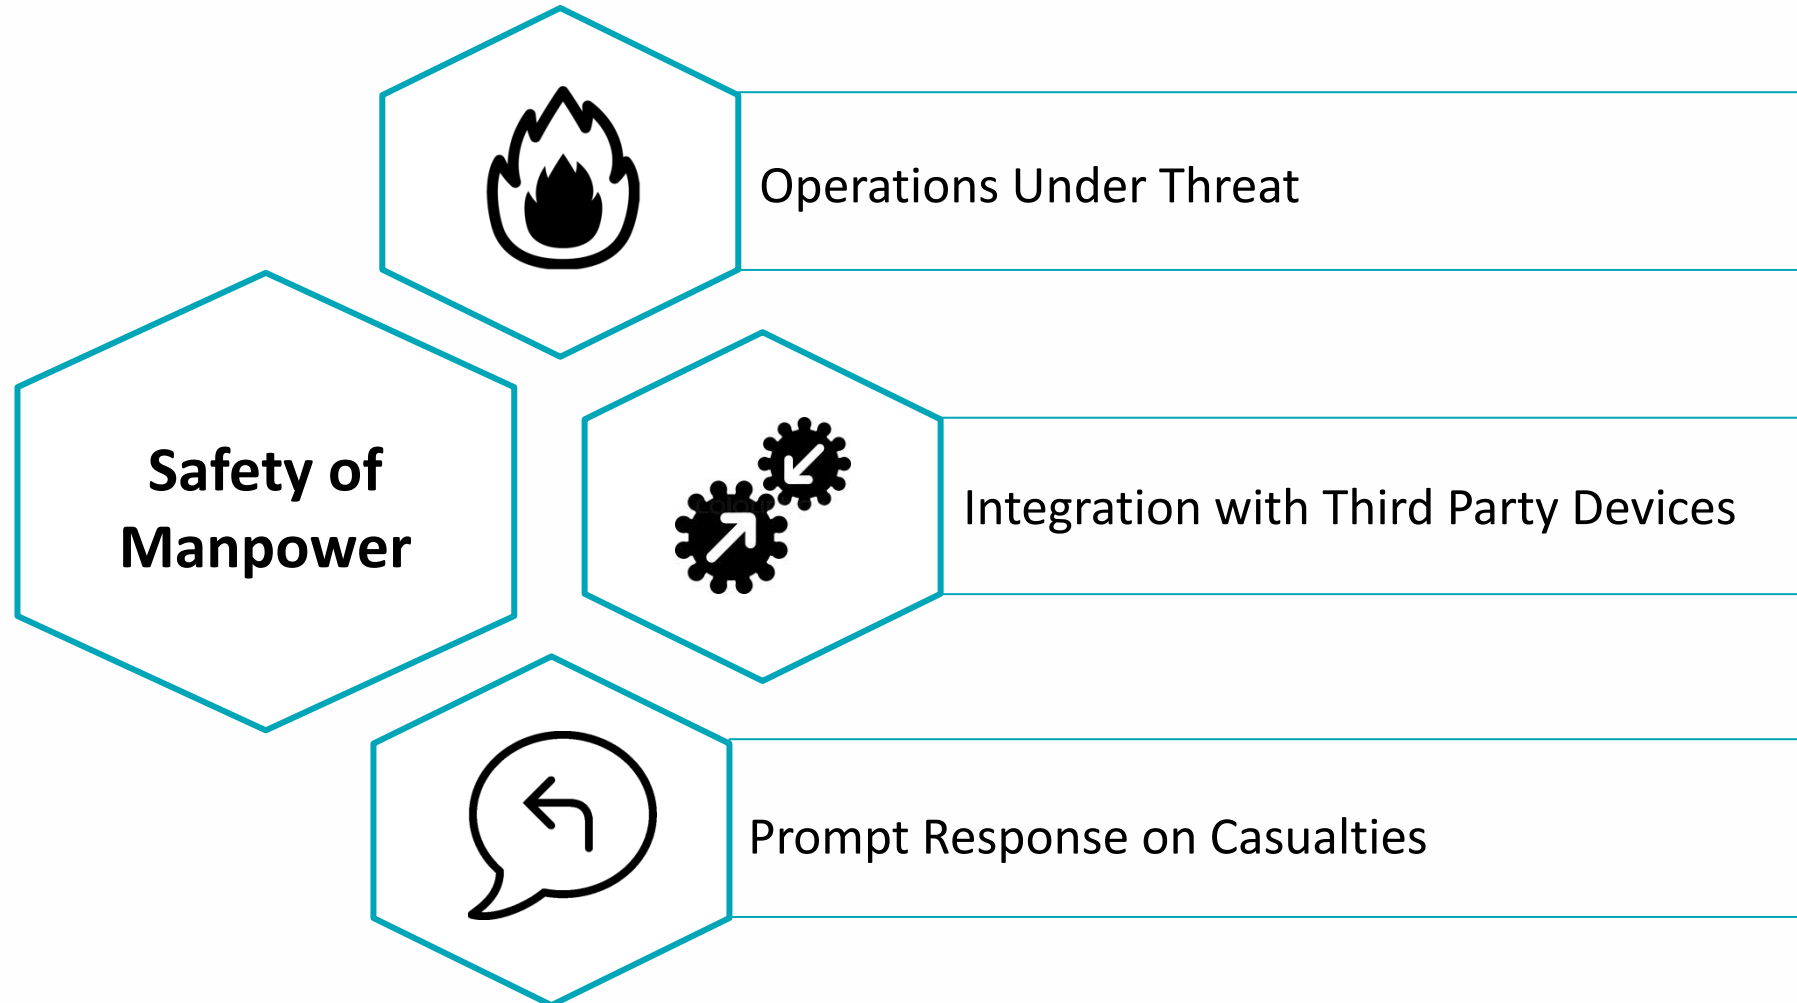 Operations Under Threat
Safety of
Manpower
Integration with Third Party Devices
Prompt Response on Casualties